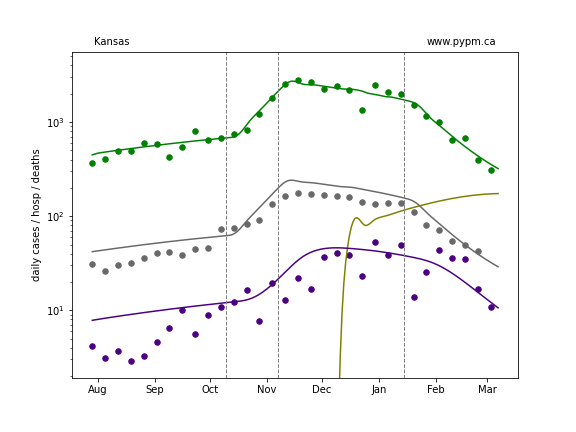 Kansas
www.pypm.ca
daily cases / hosp / deaths
10³
10²
10¹
Aug
Sep
Oct
Nov
Dec
Jan
Feb
Mar